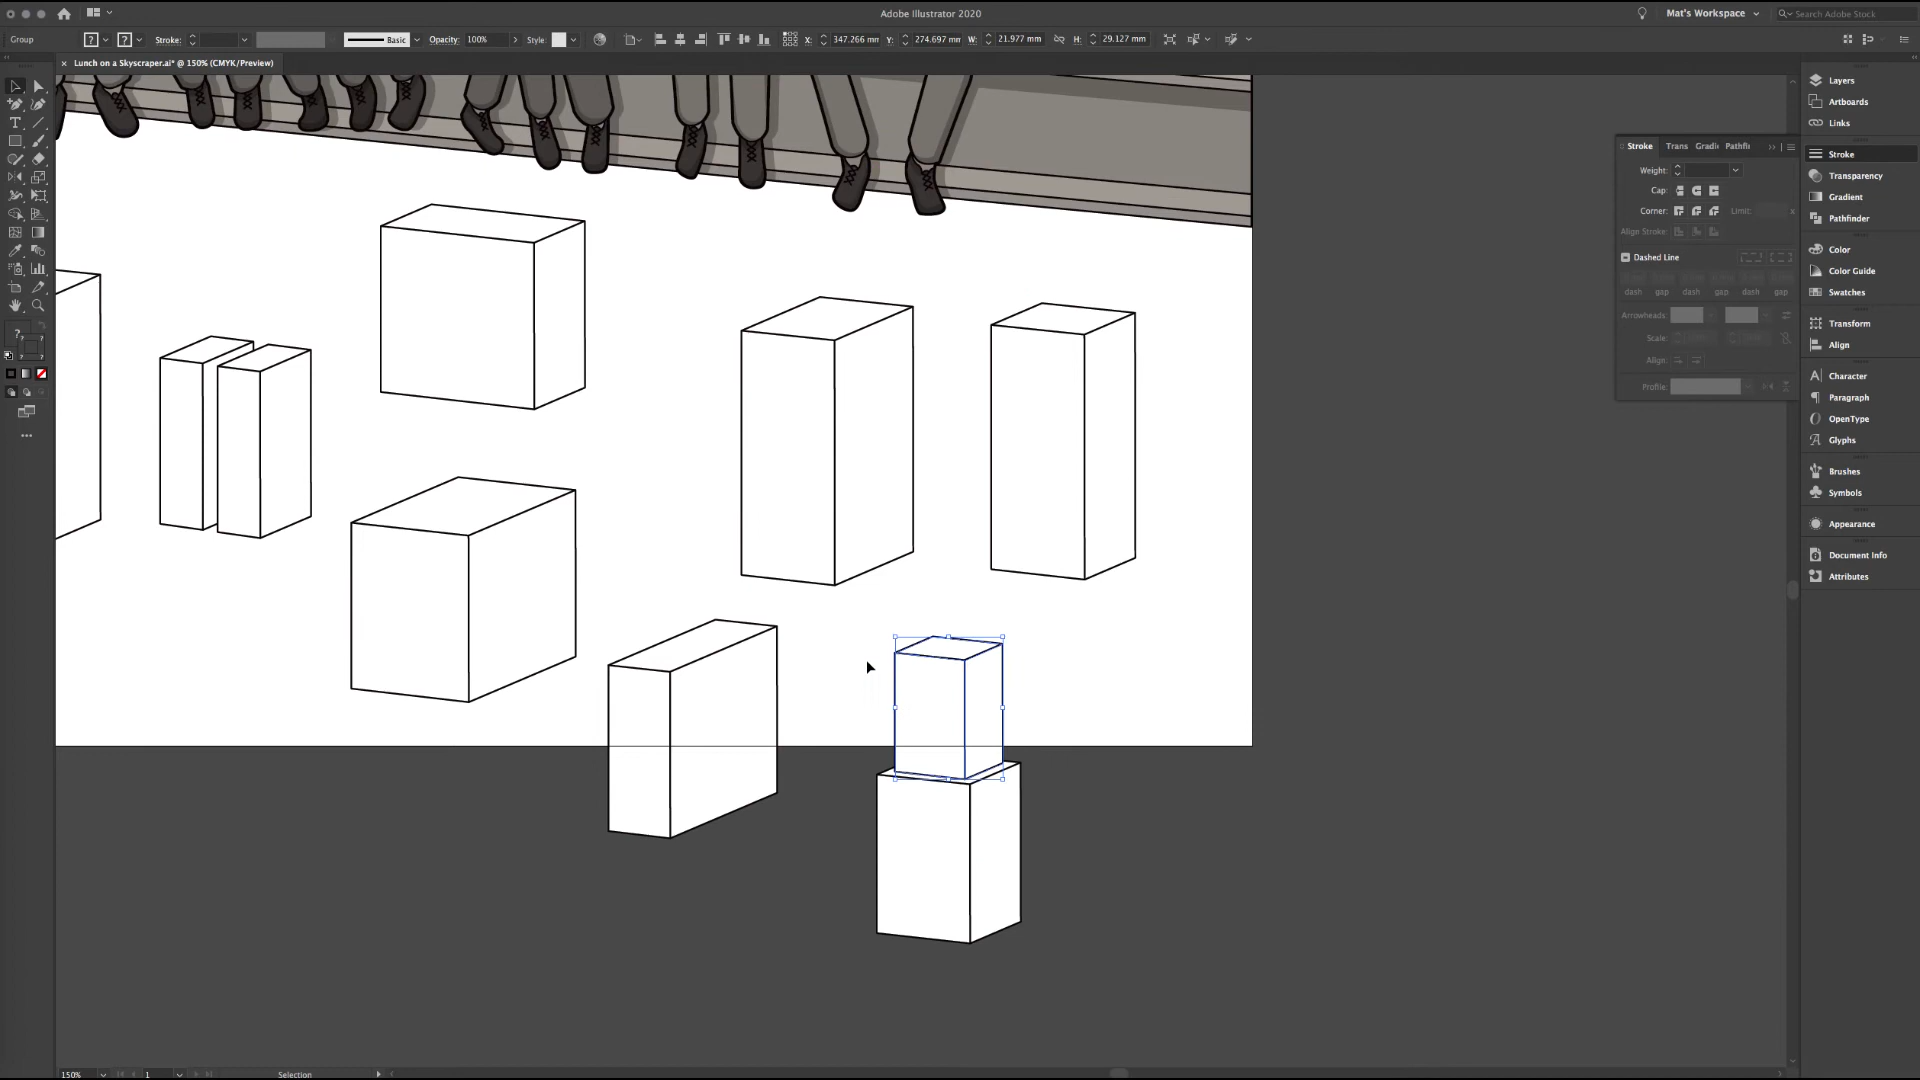 Adobe Illustrator 2020
Mat's Workspace
Search Adobe Stock
Group
?
?
Stroke:
Basic
Opacity:
100%
Style:
X:
347.266 mm
Y:
274.697 mm
W:
21.977 mm
H:
29.127 mm
× Lunch on a Skyscraper.ai* @ 150% (CMYK/Preview)
Layers
Artboards
Links
Stroke
Transparency
Gradient
Pathfinder
Color
Color Guide
Swatches
Transform
Align
Character
Paragraph
OpenType
Glyphs
Brushes
Symbols
Appearance
Document Info
Attributes
Stroke
Trans
Gradi
Pathfi
Weight:
Cap:
Corner:
Limit:
x
Align Stroke:
Dashed Line
dash
gap
dash
gap
dash
gap
Arrowheads:
Scale:
Align:
Profile:
150%
1
Selection